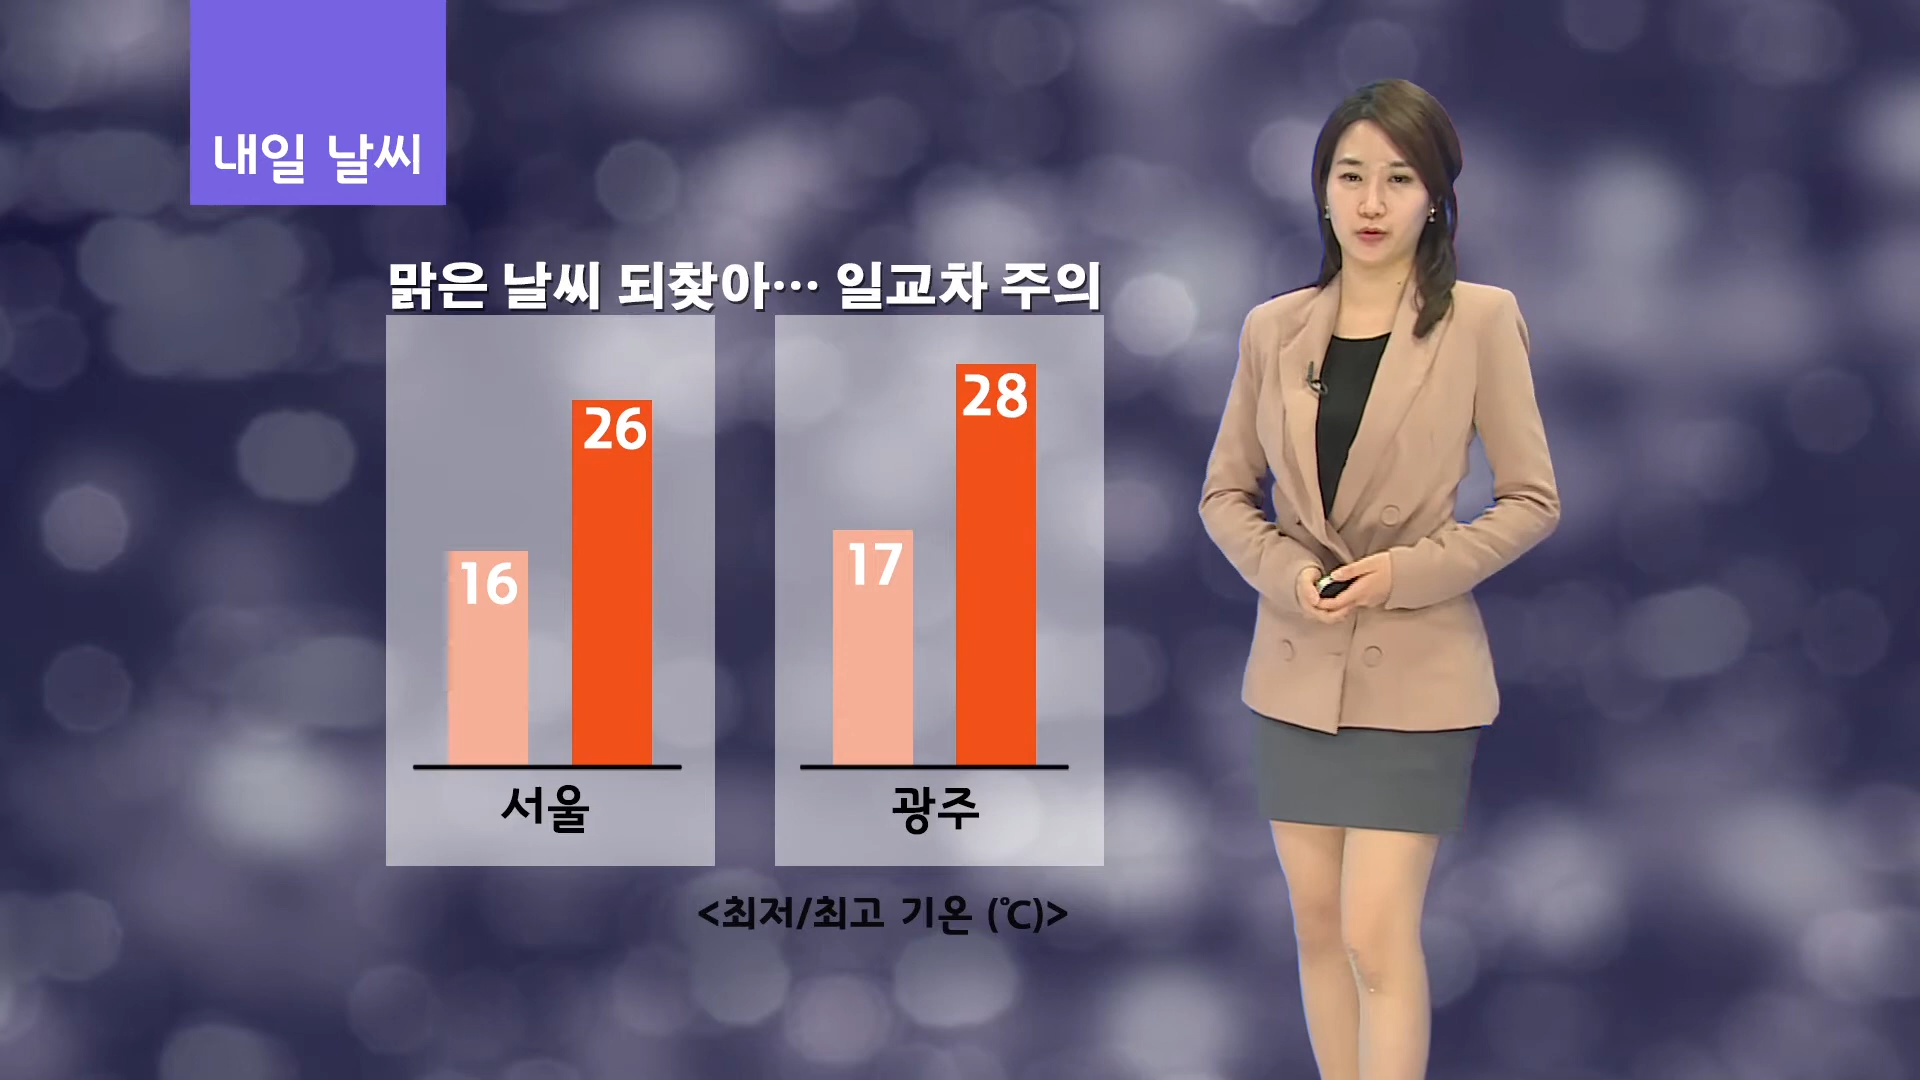 내일 날씨
맑은 날씨 되찾아… 일교차 주의
16
26
서울
17
28
광주
<최저/최고 기온 (℃)>